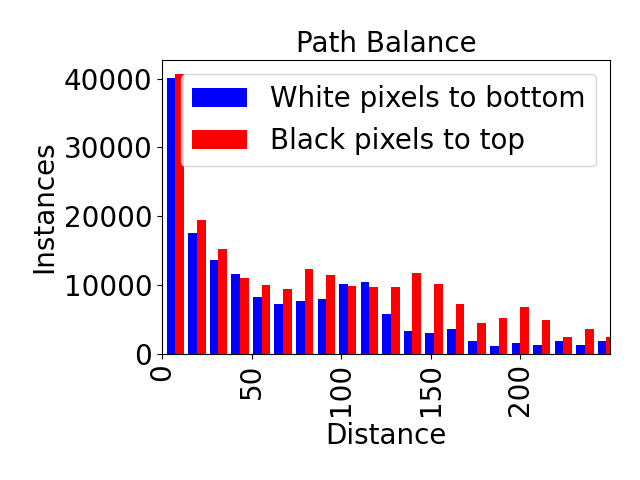 Path Balance
White pixels to bottom
Black pixels to top
Instances
40000
30000
20000
10000
0
0
50
100
150
200
Distance